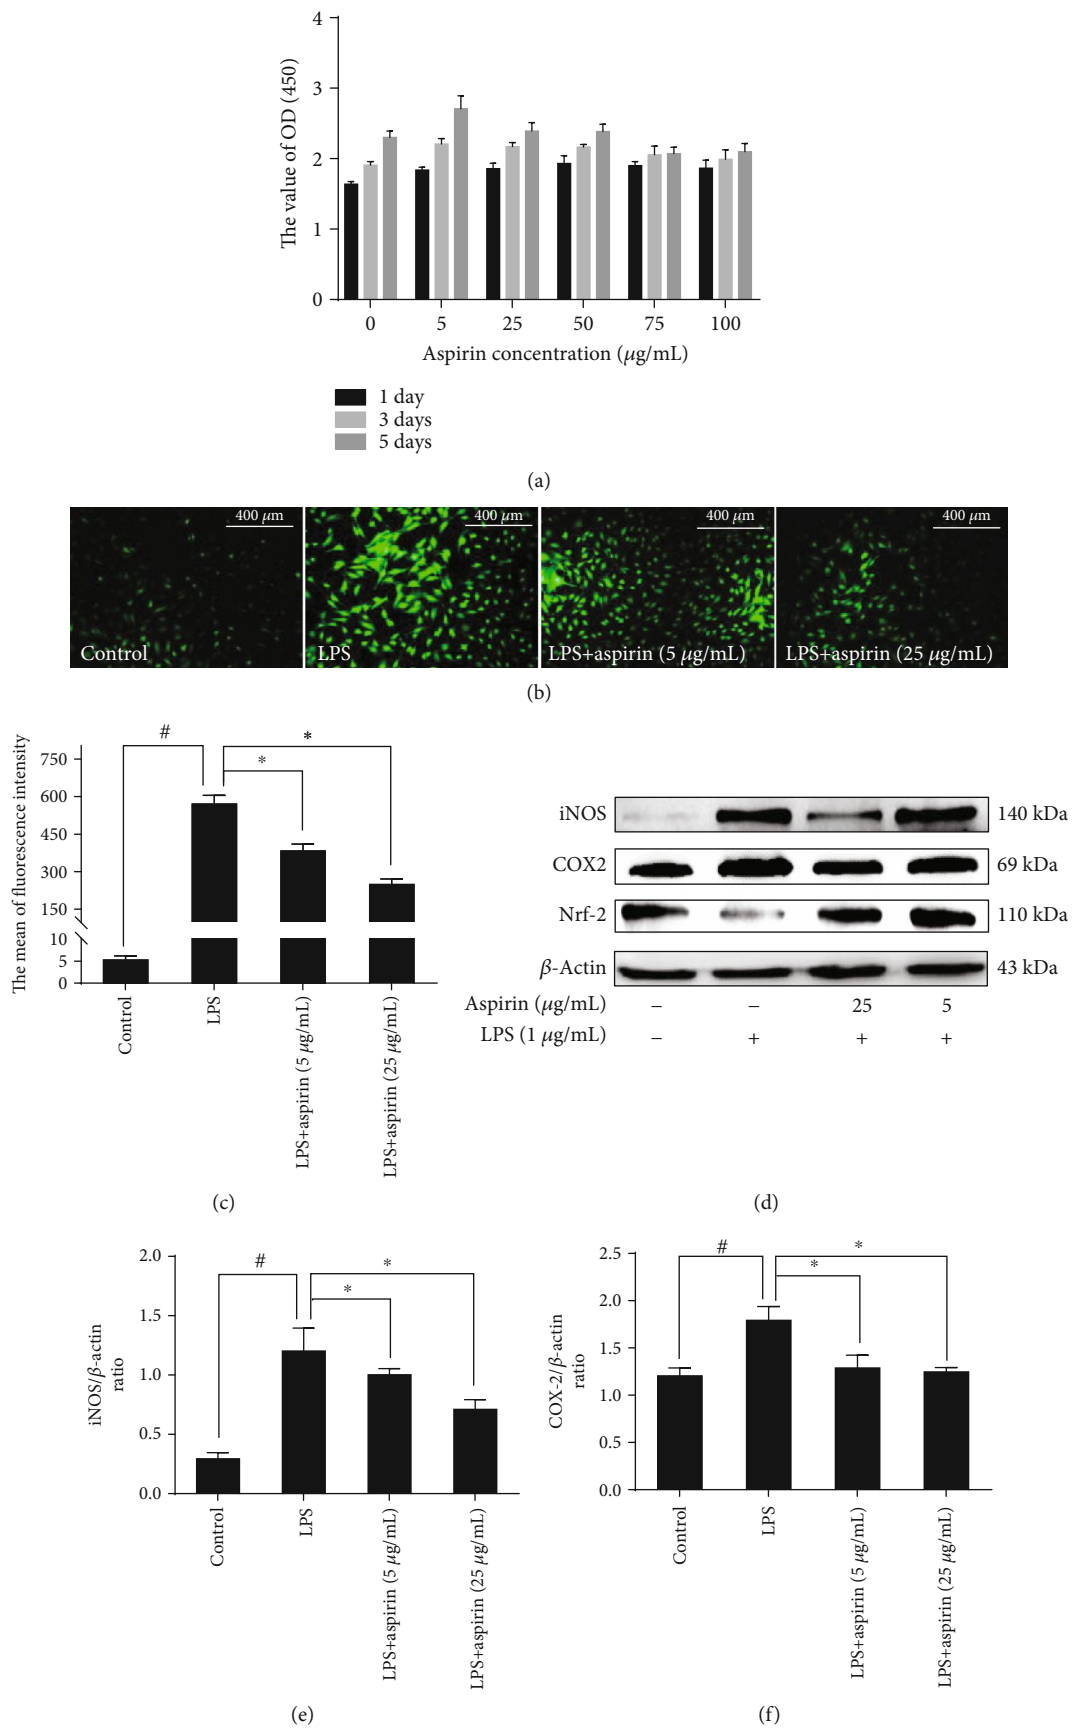 4
3
2
1
0
The value of OD (450)
0 5 25 50 75 100
Aspirin concentration (μg/mL)
1 day
3 days
5 days
(a)
400 μm 400 μm 400 μm 400 μm
Control LPS LPS+aspirin (5 μg/mL) LPS+aspirin (25 μg/mL)
(b)
The mean of fluorescence intensity
750
600
450
300
150
10
5
0
# * *
Control
LPS
LPS+aspirin (5 μg/mL)
LPS+aspirin (25 μg/mL)
(c)
iNOS 140 kDa
COX2 69 kDa
Nrf-2 110 kDa
β-Actin 43 kDa
Aspirin (μg/mL) – – 25 5
LPS (1 μg/mL) – + + +
(d)
iNOS/β-actin
ratio
2.0
1.5
1.0
0.5
0.0
# * *
Control
LPS
LPS+aspirin (5 μg/mL)
LPS+aspirin (25 μg/mL)
(e)
COX-2/β-actin
ratio
2.5
2.0
1.5
1.0
0.5
0.0
# * *
Control
LPS
LPS+aspirin (5 μg/mL)
LPS+aspirin (25 μg/mL)
(f)